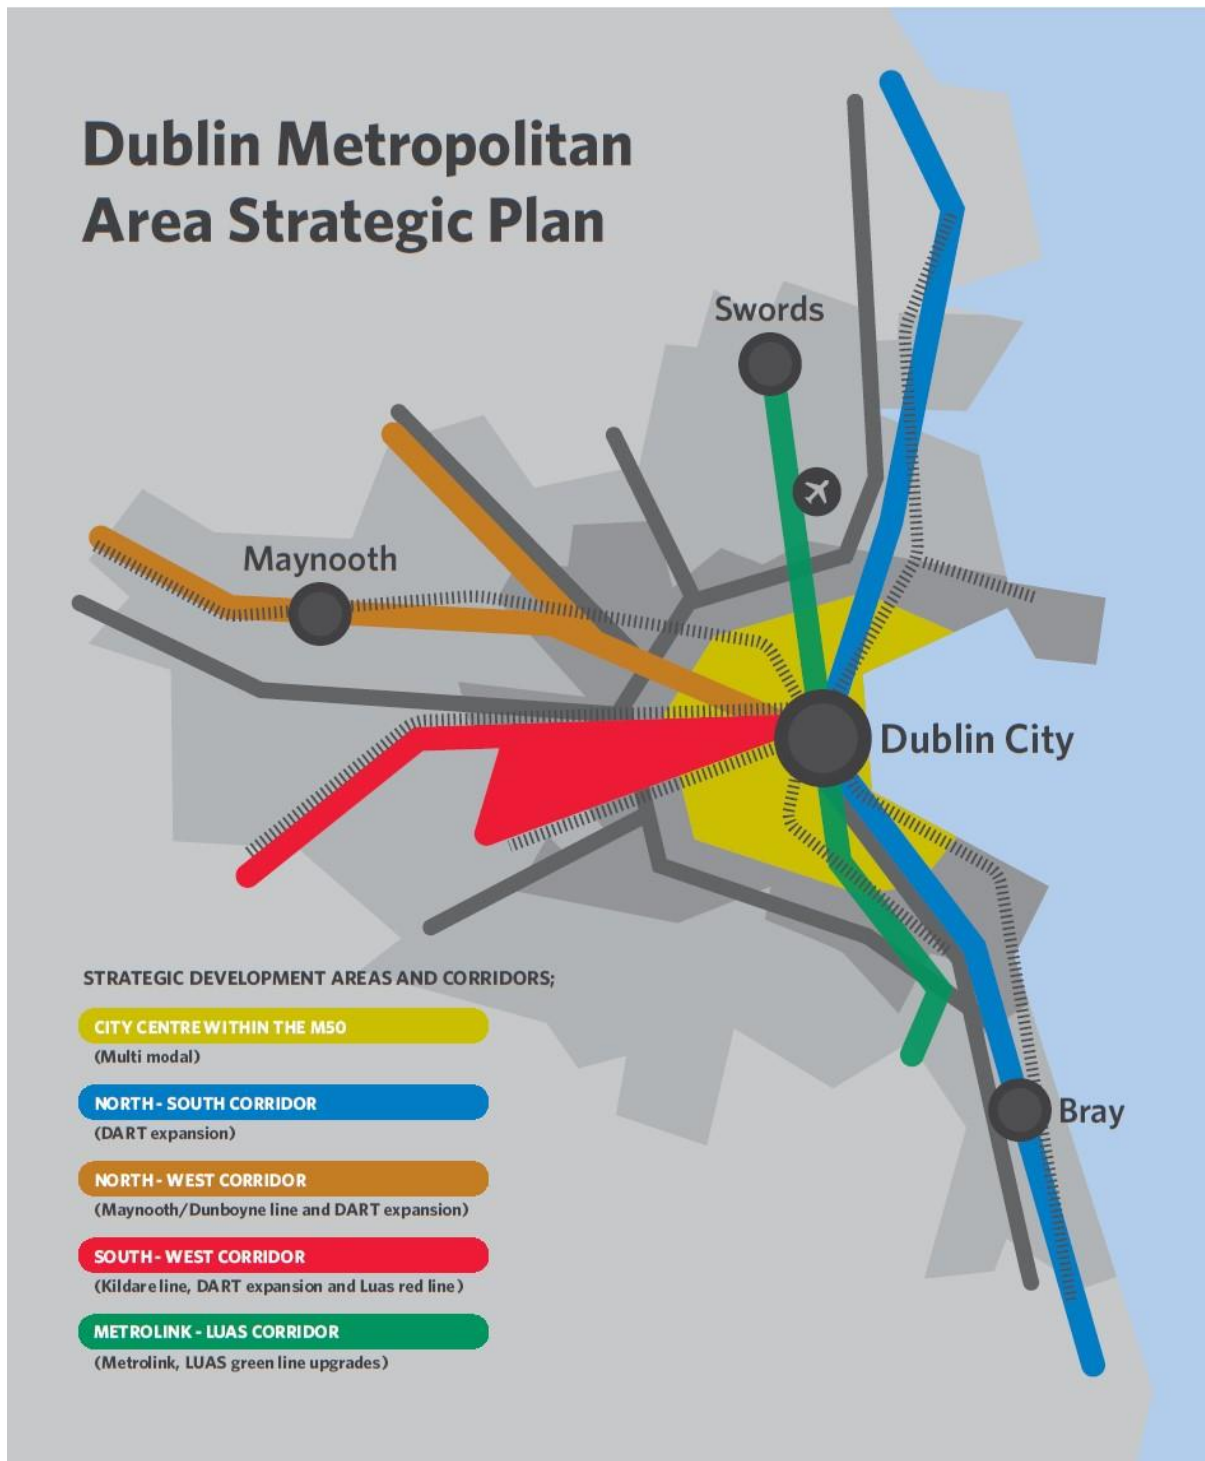 Dublin Metropolitan
Area Strategic Plan
Swords
Maynooth
Dublin City
Bray
STRATEGIC DEVELOPMENT AREAS AND CORRIDORS;
CITY CENTRE WITHIN THE M50
(Multi modal)
NORTH - SOUTH CORRIDOR
(DART expansion)
NORTH - WEST CORRIDOR
(Maynooth/Dunboyne line and DART expansion)
SOUTH - WEST CORRIDOR
(Kildare line, DART expansion and Luas red line)
METROLINK - LUAS CORRIDOR
(Metrolink, LUAS green line upgrades)